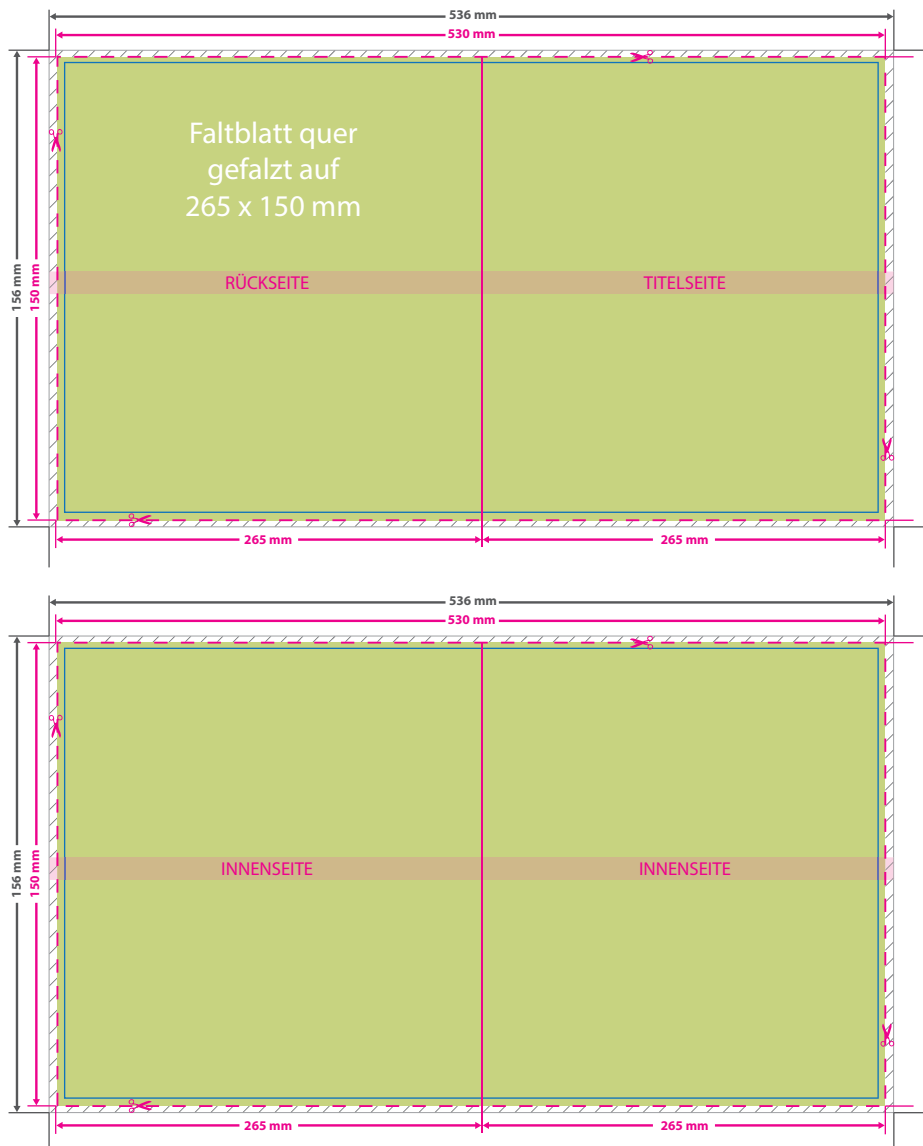 536 mm
530 mm
Faltblatt quer
gefalzt auf
265 x 150 mm
156 mm
150 mm
RÜCKSEITE
TITELSEITE
265 mm
265 mm
536 mm
530 mm
156 mm
150 mm
INNENSEITE
INNENSEITE
265 mm
265 mm